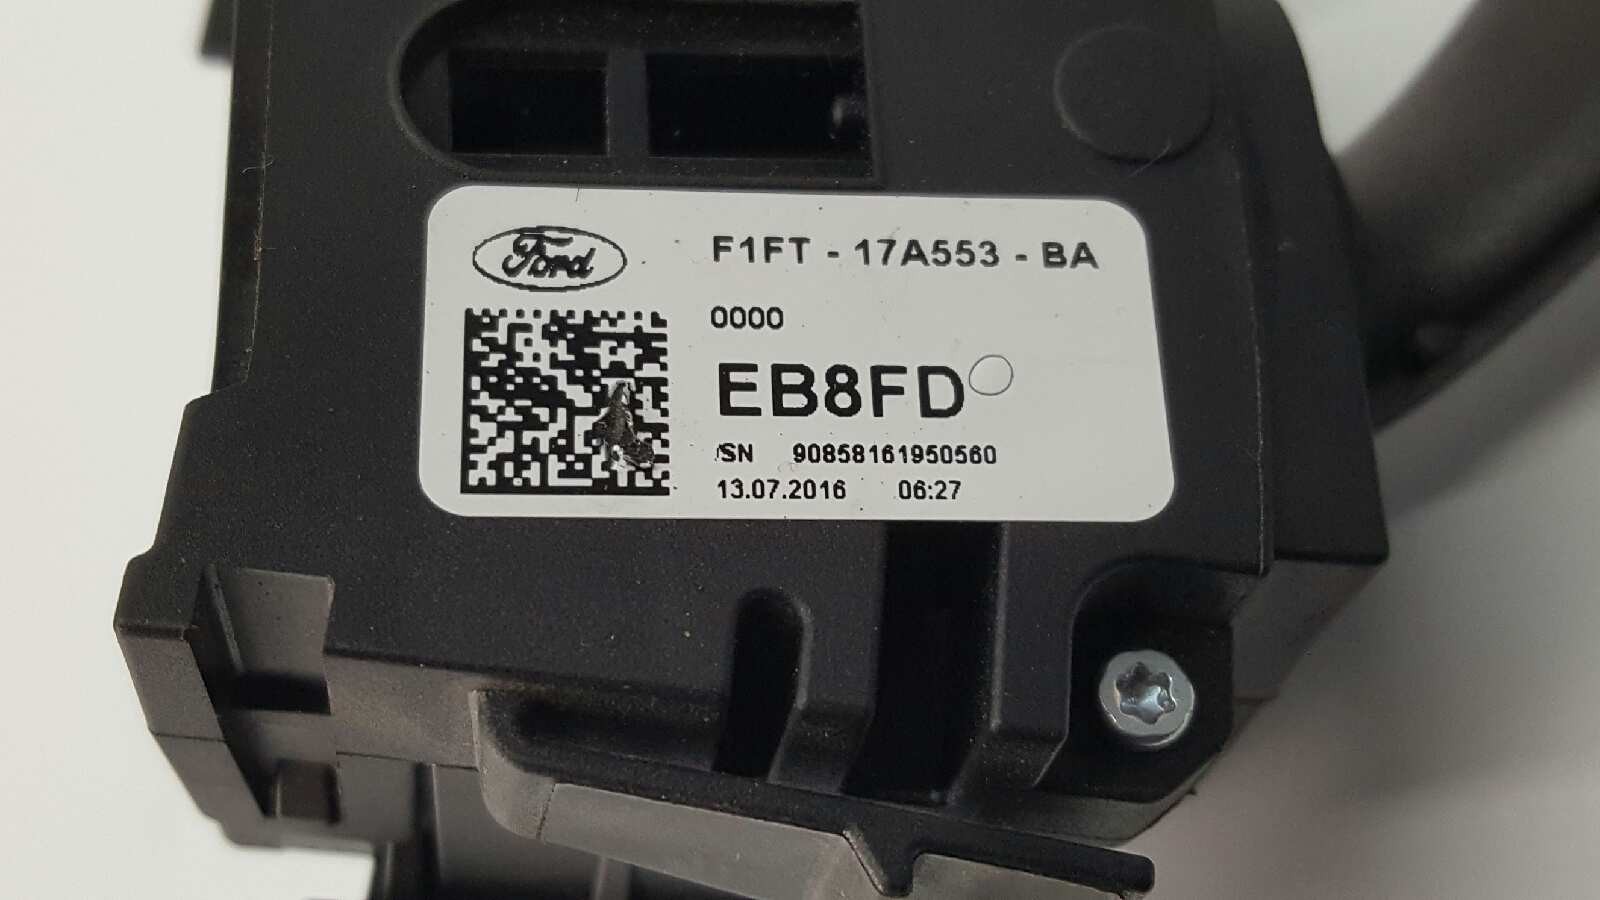 Ford
F1FT - 17A553 - BA
0000
EB8FD
SN 90858161950560
13.07.2016 06:27